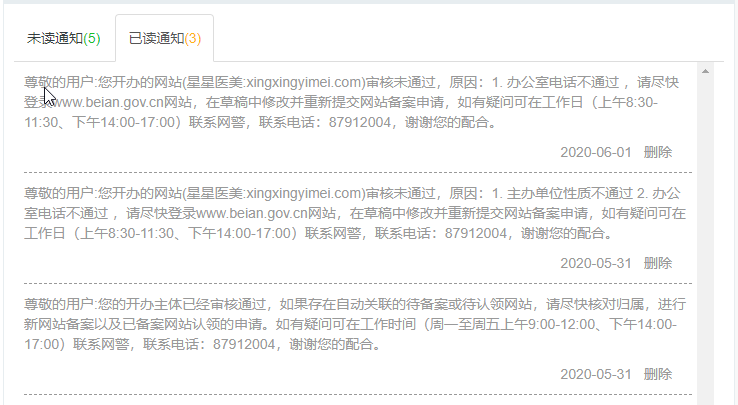 未读通知(5) 已读通知(3)
尊敬的用户:您开办的网站(星星医美:xingxingyimei.com)审核未通过，原因：1. 办公室电话不通过 ，请尽快
登录www.beian.gov.cn网站，在草稿中修改并重新提交网站备案申请，如有疑问可在工作日（上午8:30-
11:30、下午14:00-17:00）联系网警，联系电话：87912004，谢谢您的配合。
2020-06-01 删除
尊敬的用户:您开办的网站(星星医美:xingxingyimei.com)审核未通过，原因：1. 主办单位性质不通过 2. 办公
室电话不通过 ，请尽快登录www.beian.gov.cn网站，在草稿中修改并重新提交网站备案申请，如有疑问可在
工作日（上午8:30-11:30、下午14:00-17:00）联系网警，联系电话：87912004，谢谢您的配合。
2020-05-31 删除
尊敬的用户:您的开办主体已经审核通过，如果存在自动关联的待备案或待认领网站，请尽快核对归属，进行
新网站备案以及已备案网站认领的申请。如有疑问可在工作时间（周一至周五上午9:00-12:00、下午14:00-
17:00）联系网警，联系电话：87912004，谢谢您的配合。
2020-05-31 删除